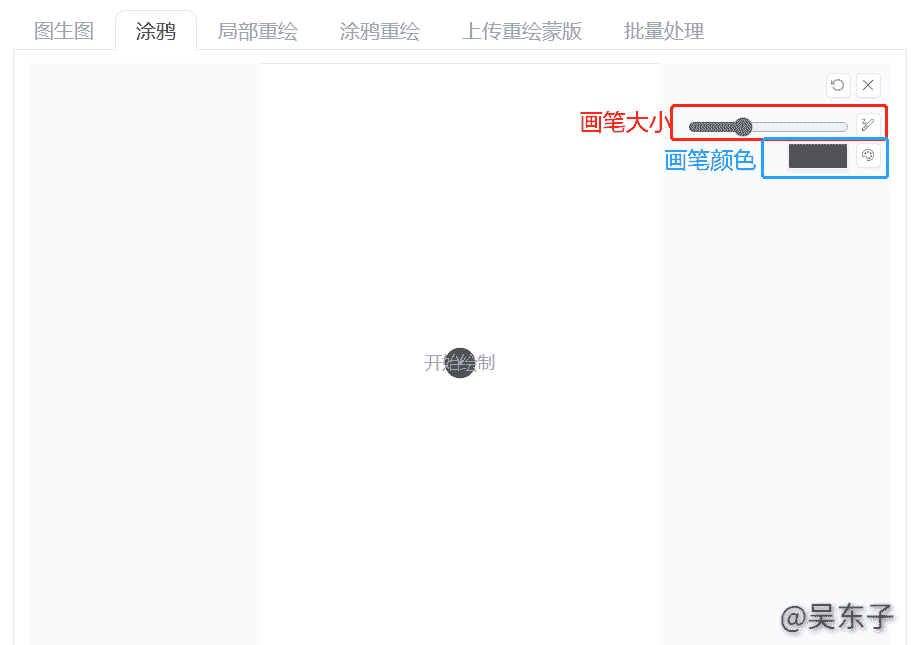 图生图 涂鸦 局部重绘 涂鸦重绘 上传重绘蒙版 批量处理
画笔大小
画笔颜色
开始绘制
@吴东子